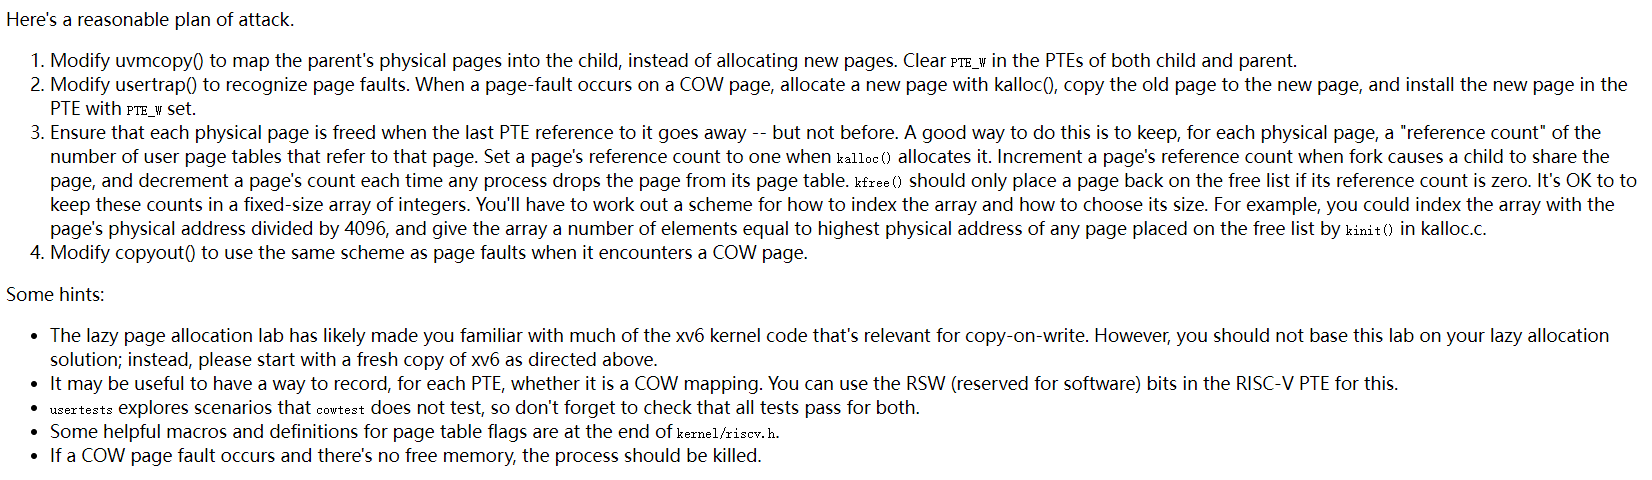 Here's a reasonable plan of attack.
1. Modify uvmcopy() to map the parent's physical pages into the child, instead of allocating new pages. Clear PTE_W in the PTEs of both child and parent.
2. Modify usertrap() to recognize page faults. When a page-fault occurs on a COW page, allocate a new page with kalloc(), copy the old page to the new page, and install the new page in the
PTE with PTE_W set.
3. Ensure that each physical page is freed when the last PTE reference to it goes away -- but not before. A good way to do this is to keep, for each physical page, a "reference count" of the
number of user page tables that refer to that page. Set a page's reference count to one when kalloc() allocates it. Increment a page's reference count when fork causes a child to share the
page, and decrement a page's count each time any process drops the page from its page table. kfree() should only place a page back on the free list if its reference count is zero. It's OK to to
keep these counts in a fixed-size array of integers. You'll have to work out a scheme for how to index the array and how to choose its size. For example, you could index the array with the
page's physical address divided by 4096, and give the array a number of elements equal to highest physical address of any page placed on the free list by kinit() in kalloc.c.
4. Modify copyout() to use the same scheme as page faults when it encounters a COW page.
Some hints:
• The lazy page allocation lab has likely made you familiar with much of the xv6 kernel code that's relevant for copy-on-write. However, you should not base this lab on your lazy allocation
solution; instead, please start with a fresh copy of xv6 as directed above.
• It may be useful to have a way to record, for each PTE, whether it is a COW mapping. You can use the RSW (reserved for software) bits in the RISC-V PTE for this.
• usertests explores scenarios that cowtest does not test, so don't forget to check that all tests pass for both.
• Some helpful macros and definitions for page table flags are at the end of kernel/riscv.h.
• If a COW page fault occurs and there's no free memory, the process should be killed.